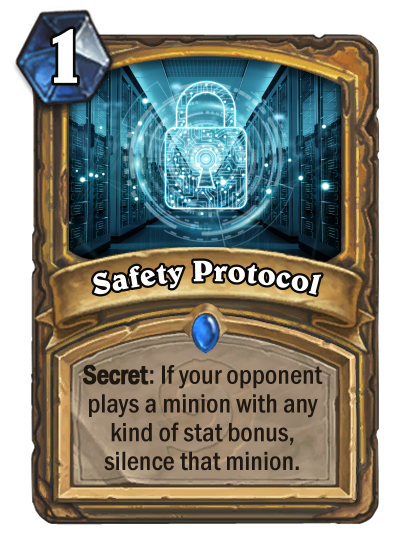 1
Safety Protocol
Secret: If your opponent
plays a minion with any
kind of stat bonus,
silence that minion.